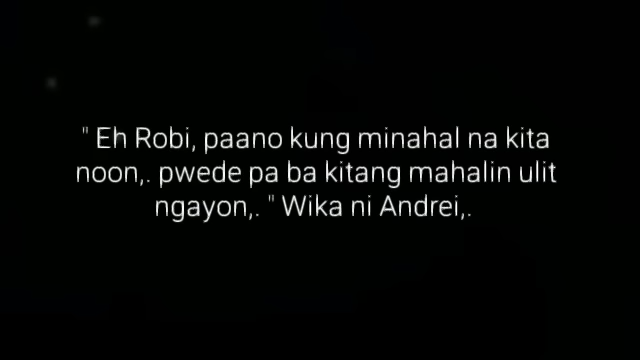 " Eh Robi, paano kung minahal na kita
noon,. pwede pa ba kitang mahalin ulit
ngayon,. " Wika ni Andrei,.